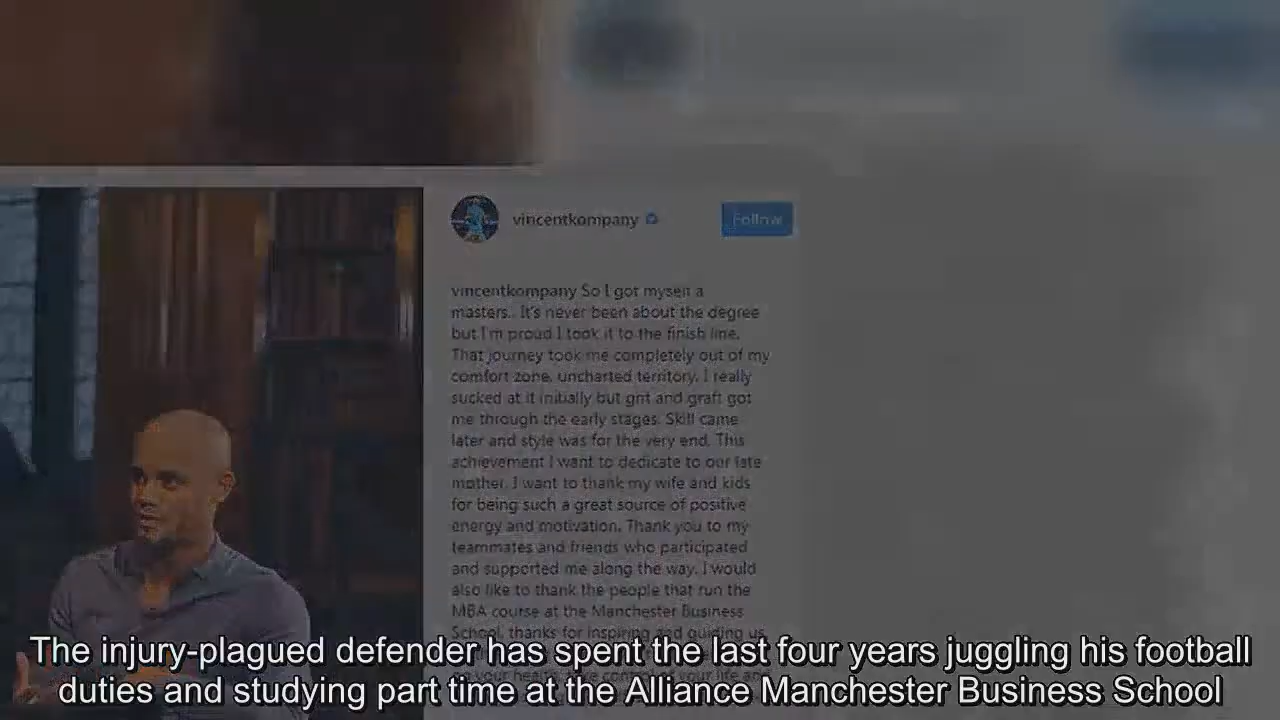 vincentkompany
Follow
vincentkompany So I got myself a
masters.. It's never been about the degree
but I'm proud I took it to the finish line.
That journey took me completely out of my
comfort zone, uncharted territory. I really
sucked at it initially but grit and graft got
me through the early stages. Skill came
later and style was for the very end. This
achievement I want to dedicate to our late
mother. I want to thank my wife and kids
for being such a great source of positive
energy and motivation. Thank you to my
teammates and friends who participated
and supported me along the way. I would
also like to thank the people that run the
MBA course at the Manchester Business
School, thanks for inspiring and guiding us
The injury-plagued defender has spent the last four years juggling his football
duties and studying part time at the Alliance Manchester Business School